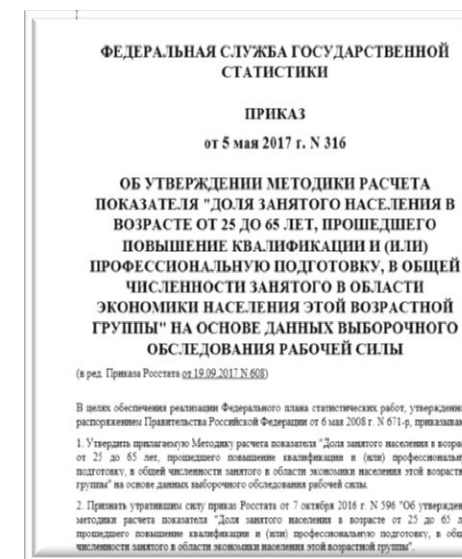 ФЕДЕРАЛЬНАЯ СЛУЖБА ГОСУДАРСТВЕННОЙ
СТАТИСТИКИ
ПРИКАЗ
от 5 мая 2017 г. N 316
ОБ УТВЕРЖДЕНИИ МЕТОДИКИ РАСЧЕТА
ПОКАЗАТЕЛЯ "ДОЛЯ ЗАНЯТОГО НАСЕЛЕНИЯ В
ВОЗРАСТЕ ОТ 25 ДО 65 ЛЕТ, ПРОШЕДШЕГО
ПОВЫШЕНИЕ КВАЛИФИКАЦИИ И (ИЛИ)
ПРОФЕССИОНАЛЬНУЮ ПОДГОТОВКУ, В ОБЩЕЙ
ЧИСЛЕННОСТИ ЗАНЯТОГО В ОБЛАСТИ
ЭКОНОМИКИ НАСЕЛЕНИЯ ЭТОЙ ВОЗРАСТНОЙ
ГРУППЫ" НА ОСНОВЕ ДАННЫХ ВЫБОРОЧНОГО
ОБСЛЕДОВАНИЯ РАБОЧЕЙ СИЛЫ
(в ред. Приказа Росстата от 19.09.2017 N 608)
В целях обеспечения реализации Федерального плана статистических работ, утвержденно
распоряжением Правительства Российской Федерации от 6 мая 2008 г. N 671-р, приказываю
1. Утвердить прилагаемую Методику расчета показателя "Доля занятого населения в возрас
от 25 до 65 лет, прошедшего повышение квалификации и (или) профессиональну
подготовку, в общей численности занятого в области экономики населения этой возрастн
группы" на основе данных выборочного обследования рабочей силы.
2. Признать утратившим силу приказ Росстата от 7 октября 2016 г. N 596 "Об утвержден
методики расчета показателя "Доля занятого населения в возрасте от 25 до 65 л
прошедшего повышение квалификации и (или) профессиональную подготовку, в общ
численности занятого в области экономики населения этой возрастной группы".